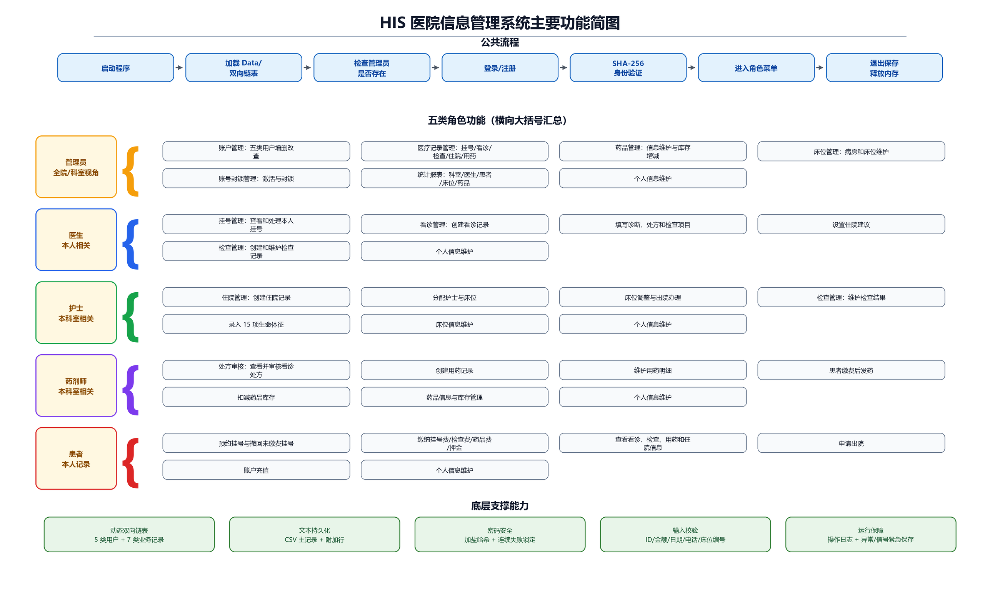 HIS 医院信息管理系统主要功能简图
公共流程
启动程序
加载 Data/
双向链表
检查管理员
是否存在
登录/注册
SHA-256
身份验证
进入角色菜单
退出保存
释放内存
五类角色功能（横向大括号汇总）
管理员
全院/科室视角
{
账户管理：五类用户增删改
查
医疗记录管理：挂号/看诊/
检查/住院/用药
药品管理：信息维护与库存
增减
床位管理：病房和床位维护
账号封锁管理：激活与封锁
统计报表：科室/医生/患者
/床位/药品
个人信息维护
医生
本人相关
{
挂号管理：查看和处理本人
挂号
看诊管理：创建看诊记录
填写诊断、处方和检查项目
设置住院建议
检查管理：创建和维护检查
记录
个人信息维护
护士
本科室相关
{
住院管理：创建住院记录
分配护士与床位
床位调整与出院办理
检查管理：维护检查结果
录入 15 项生命体征
床位信息维护
个人信息维护
药剂师
本科室相关
{
处方审核：查看并审核看诊
处方
创建用药记录
维护用药明细
患者缴费后发药
扣减药品库存
药品信息与库存管理
个人信息维护
患者
本人记录
{
预约挂号与撤回未缴费挂号
缴纳挂号费/检查费/药品费
/押金
查看看诊、检查、用药和住
院信息
申请出院
账户充值
个人信息维护
底层支撑能力
动态双向链表
5 类用户 + 7 类业务记录
文本持久化
CSV 主记录 + 附加行
密码安全
加盐哈希 + 连续失败锁定
输入校验
ID/金额/日期/电话/床位编号
运行保障
操作日志 + 异常/信号紧急保存